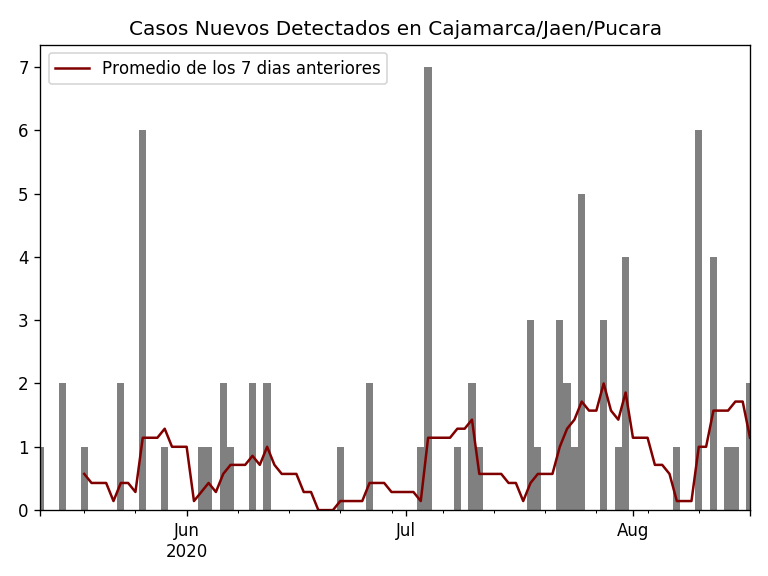 Casos Nuevos Detectados en Cajamarca/Jaen/Pucara
Promedio de los 7 dias anteriores
7
6
5
4
3
2
1
0
Jun
2020
Jul
Aug